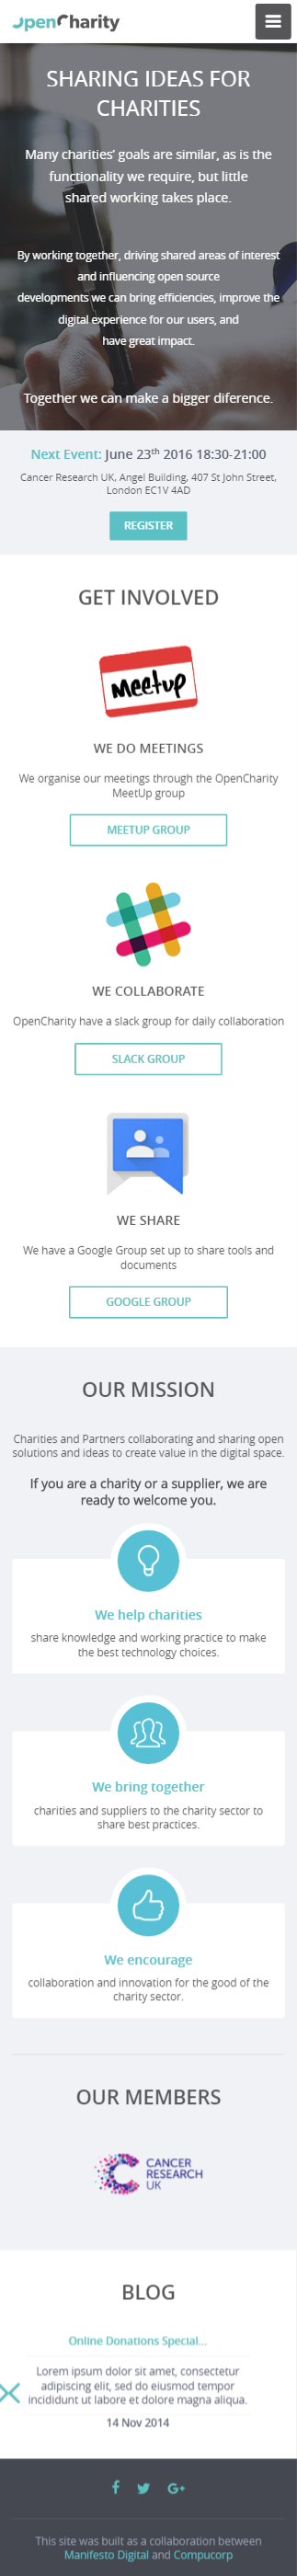 OpenCharity
SHARING IDEAS FOR
CHARITIES
Many charities' goals are similar, as is the
functionality we require, but little
shared working takes place.
By working together, driving shared areas of interest
and influencing open source
developments we can bring efficiencies, improve the
digital experience for our users, and
have great impact.
Together we can make a bigger diference.
Next Event: June 23th 2016 18:30-21:00
Cancer Research UK, Angel Building, 407 St John Street,
London EC1V 4AD
REGISTER
GET INVOLVED
Meetup
WE DO MEETINGS
We organise our meetings through the OpenCharity
MeetUp group
MEETUP GROUP
WE COLLABORATE
OpenCharity have a slack group for daily collaboration
SLACK GROUP
WE SHARE
We have a Google Group set up to share tools and
documents
GOOGLE GROUP
OUR MISSION
Charities and Partners collaborating and sharing open
solutions and ideas to create value in the digital space.
If you are a charity or a supplier, we are
ready to welcome you.
We help charities
share knowledge and working practice to make
the best technology choices.
We bring together
charities and suppliers to the charity sector to
share best practices.
We encourage
collaboration and innovation for the good of the
charity sector.
OUR MEMBERS
CANCER
RESEARCH
UK
BLOG
Online Donations Special...
Lorem ipsum dolor sit amet, consectetur
adipiscing elit, sed do eiusmod tempor
incididunt ut labore et dolore magna aliqua.
14 Nov 2014
This site was built as a collaboration between
Manifesto Digital and Compucorp